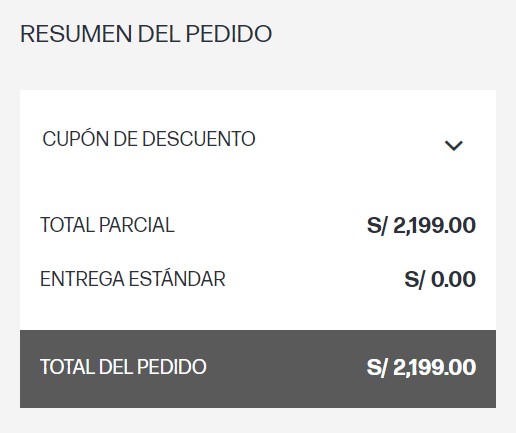 RESUMEN DEL PEDIDO
CUPÓN DE DESCUENTO
TOTAL PARCIAL S/ 2,199.00
ENTREGA ESTÁNDAR S/ 0.00
TOTAL DEL PEDIDO S/ 2,199.00